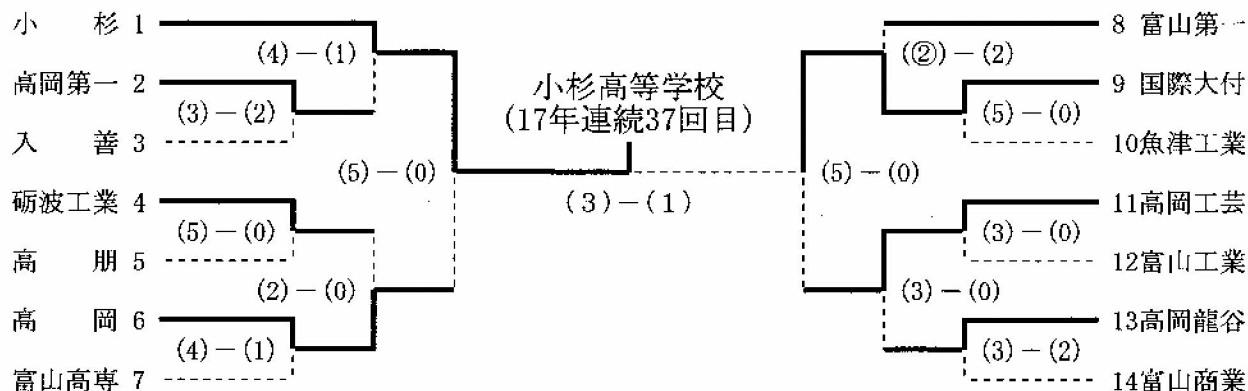 小杉 1
(4)-(1)
高岡第一 2
(3)-(2)
入善 3
(5)-(0)
砺波工業 4
(5)-(0)
高朋 5
(2)-(0)
高岡 6
(4)-(1)
富山高専 7
小杉高等学校
(17年連続37回目)
(3)-(1)
8 富山第一
(②)-(2)
9 国際大付
(5)-(0)
10魚津工業
(5)-(0)
11高岡工芸
(3)-(0)
12富山工業
(3)-(0)
13高岡龍谷
(3)-(2)
14富山商業